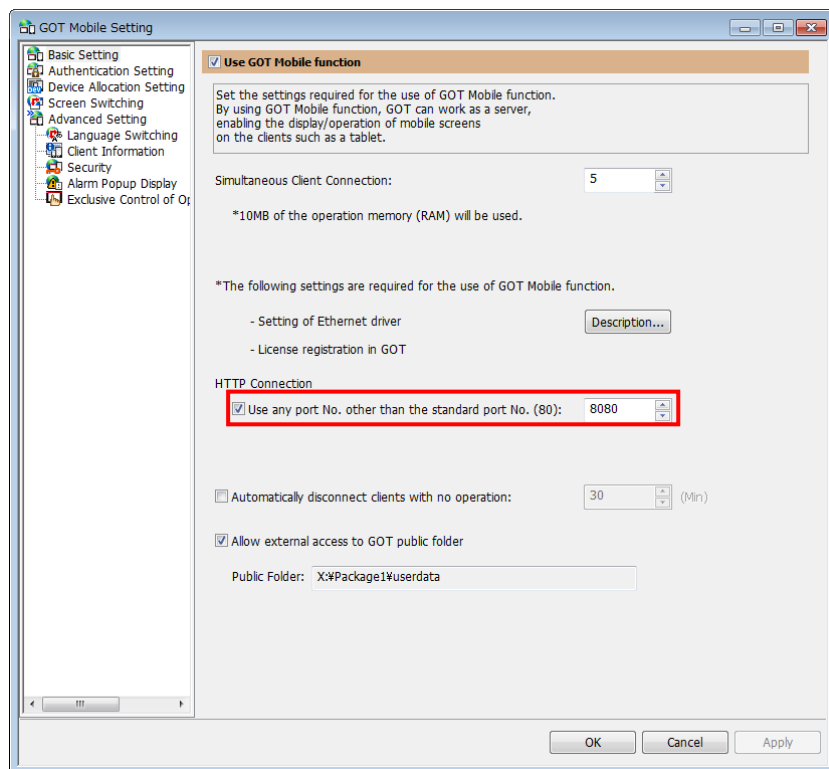 GOT Mobile Setting
Basic Setting
Authentication Setting
Device Allocation Setting
Screen Switching
Advanced Setting
Language Switching
Client Information
Security
Alarm Popup Display
Exclusive Control of
Use GOT Mobile function
Set the settings required for the use of GOT Mobile function.
By using GOT Mobile function, GOT can work as a server,
enabling the display/operation of mobile screens
on the clients such as a tablet.
Simultaneous Client Connection: 5
*10MB of the operation memory (RAM) will be used.
*The following settings are required for the use of GOT Mobile function.
- Setting of Ethernet driver Description...
- License registration in GOT
HTTP Connection
Use any port No. other than the standard port No. (80): 8080
Automatically disconnect clients with no operation: 30 (Min)
Allow external access to GOT public folder
Public Folder: X:¥Package1¥userdata
OK Cancel Apply